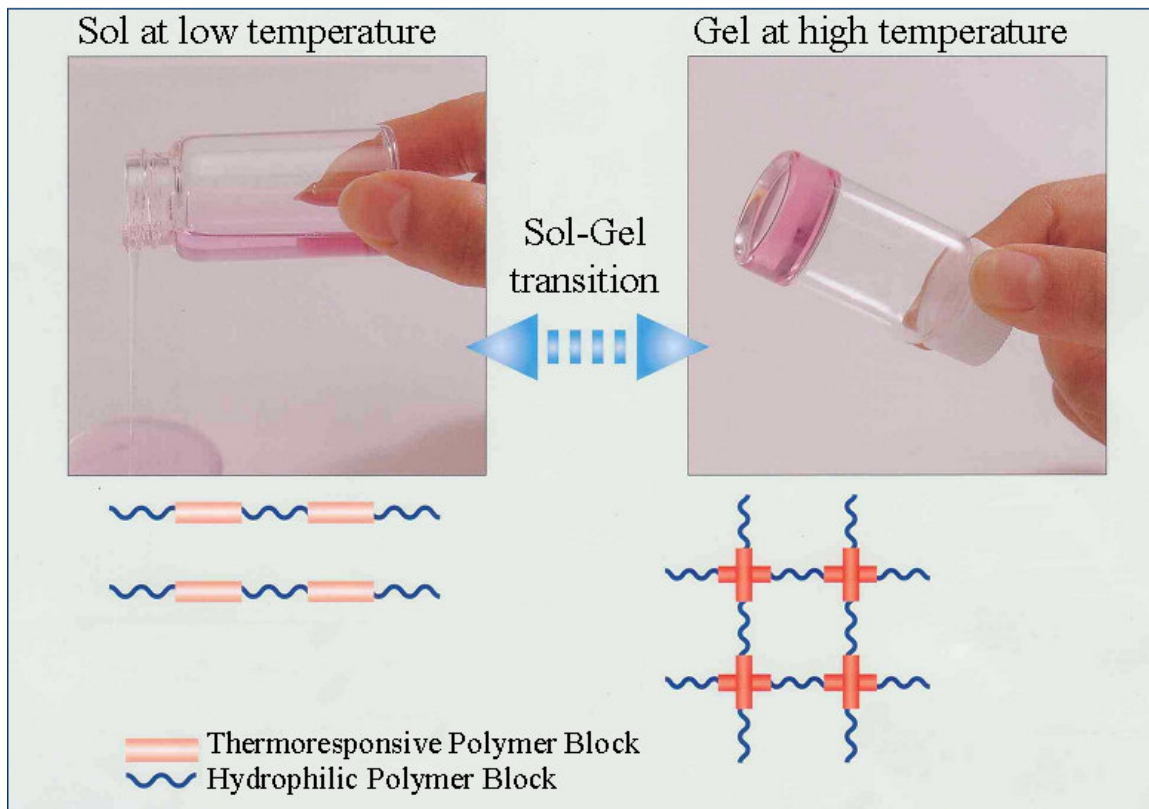 Sol at low temperature
Gel at high temperature
Sol-Gel
transition
Thermoresponsive Polymer Block
Hydrophilic Polymer Block